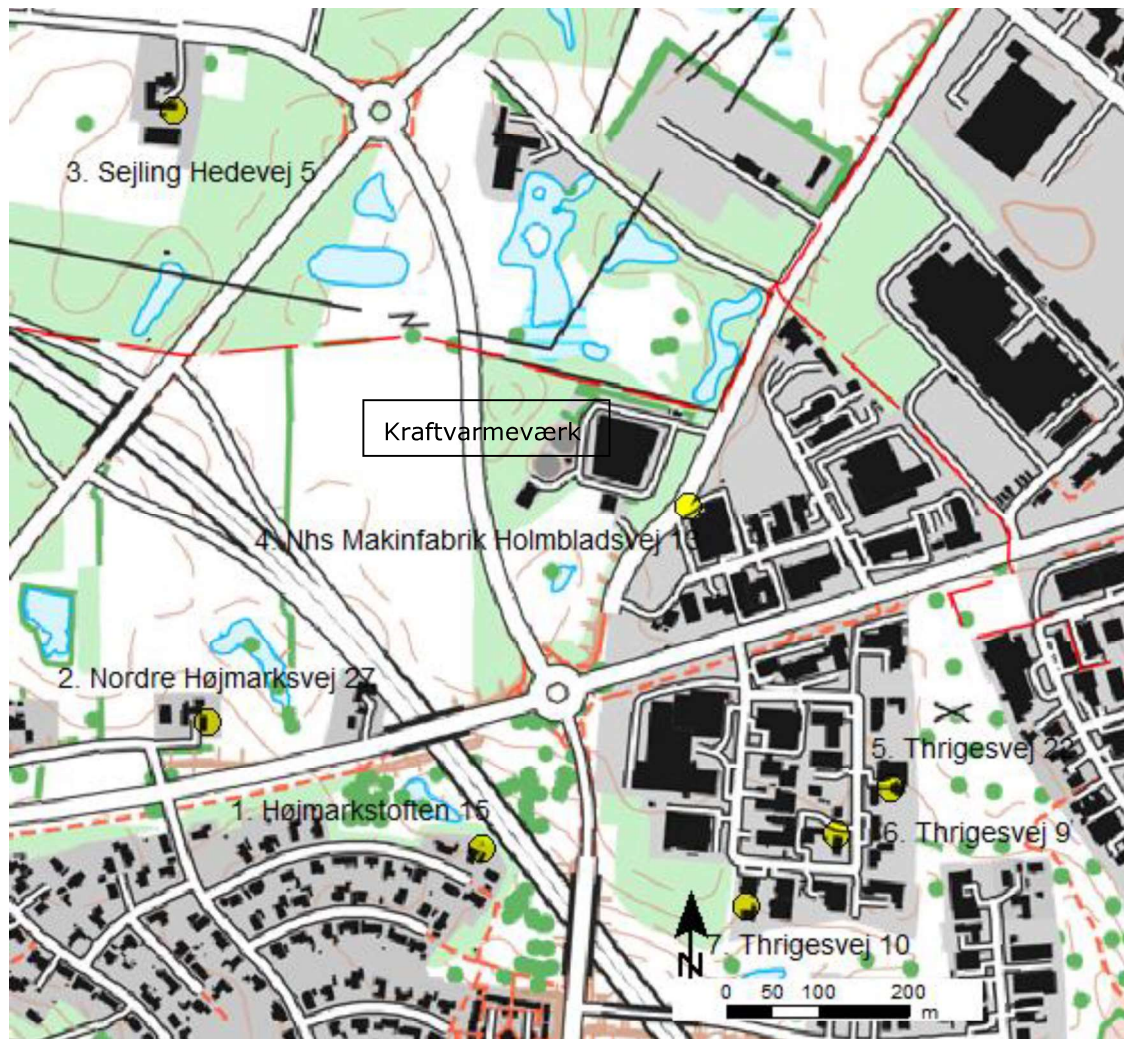 3. Sejling Hedevej 5
Kraftvarmeværk
4. Nhs Makinfabrik Holmbladsvej 13
2. Nordre Højmarksvej 27
5. Thrigesvej 22
1. Højmarkstoften 15
6. Thrigesvej 9
7. Thrigesvej 10
N
0 50 100 200
m